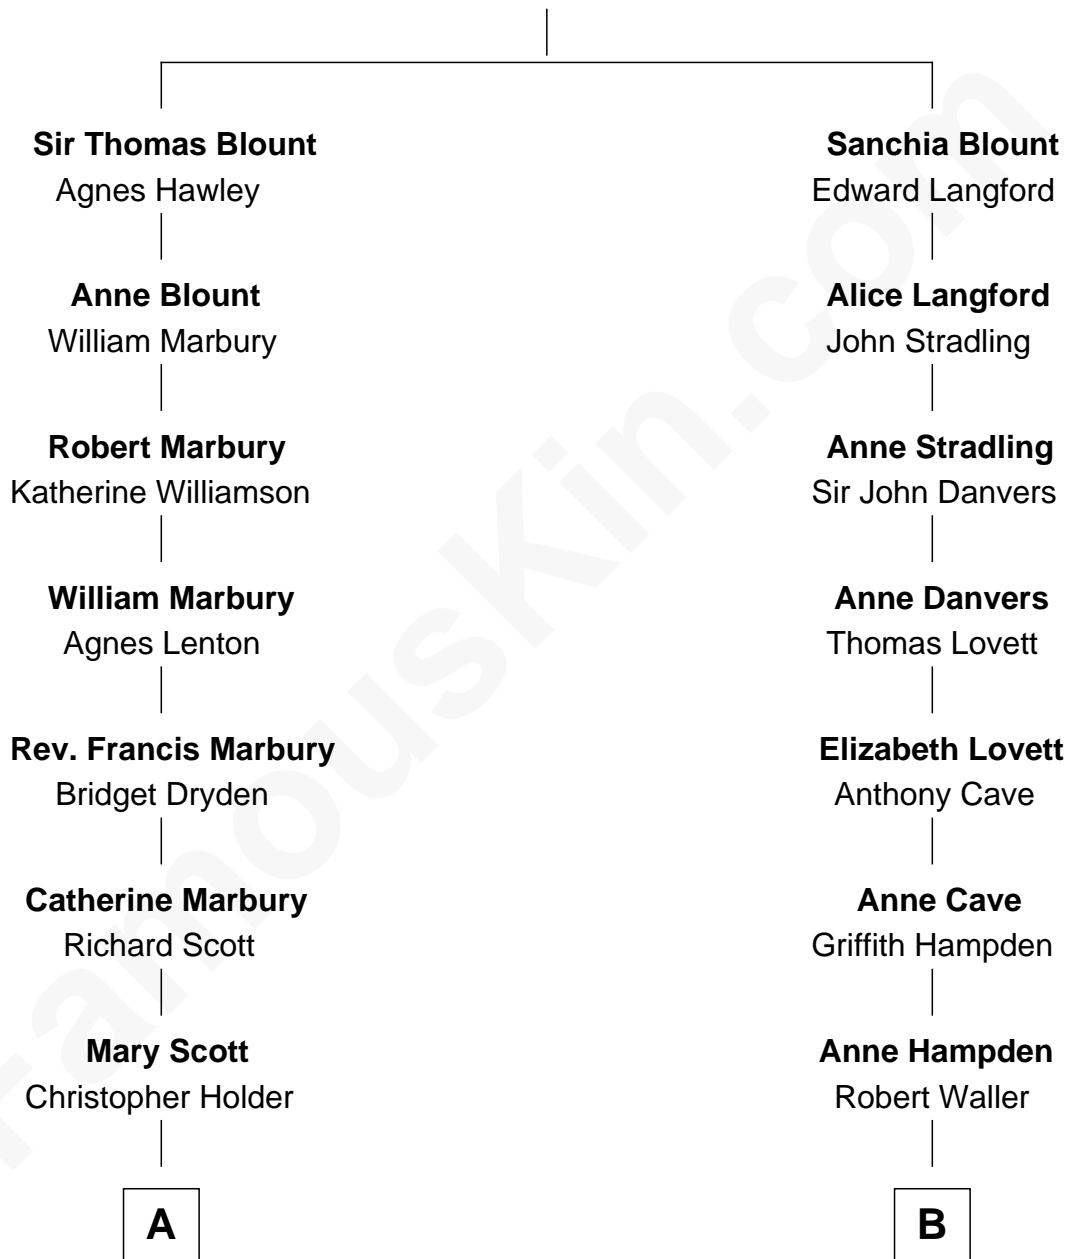 Sir Thomas Blount
Agnes Hawley
Anne Blount
William Marbury
Robert Marbury
Katherine Williamson
William Marbury
Agnes Lenton
Rev. Francis Marbury
Bridget Dryden
Catherine Marbury
Richard Scott
Mary Scott
Christopher Holder
A
Sanchia Blount
Edward Langford
Alice Langford
John Stradling
Anne Stradling
Sir John Danvers
Anne Danvers
Thomas Lovett
Elizabeth Lovett
Anthony Cave
Anne Cave
Griffith Hampden
Anne Hampden
Robert Waller
B
FamousKin.com